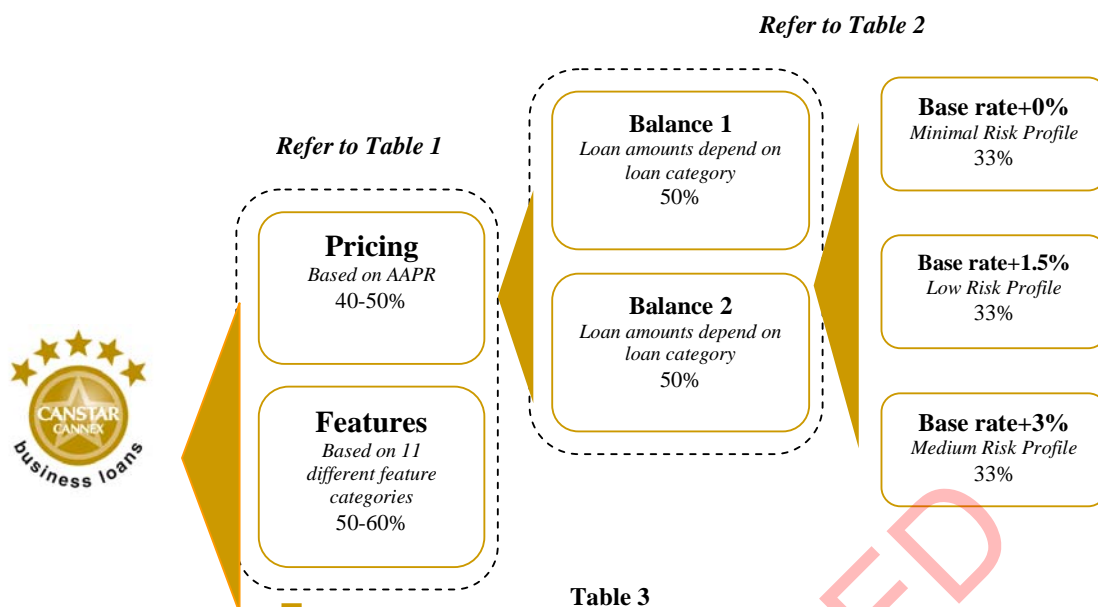 Refer to Table 2
Refer to Table 1
CANSTAR
CANNEX
business loans
Pricing
Based on AAPR
40-50%
Features
Based on 11
different feature
categories
50-60%
Balance 1
Loan amounts depend on
loan category
50%
Balance 2
Loan amounts depend on
loan category
50%
Base rate+0%
Minimal Risk Profile
33%
Base rate+1.5%
Low Risk Profile
33%
Base rate+3%
Medium Risk Profile
33%
Table 3
ED